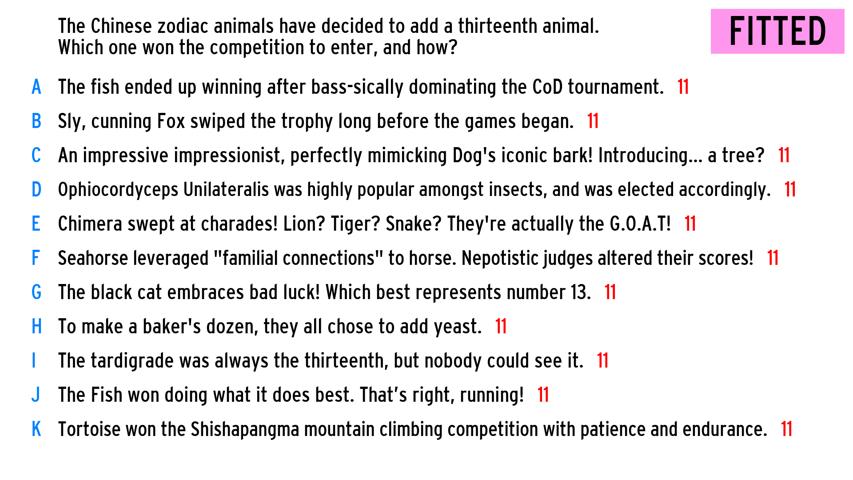 The Chinese zodiac animals have decided to add a thirteenth animal.
Which one won the competition to enter, and how?
FITTED
A The fish ended up winning after bass-sically dominating the CoD tournament. 11
B Sly, cunning Fox swiped the trophy long before the games began. 11
C An impressive impressionist, perfectly mimicking Dog's iconic bark! Introducing... a tree? 11
D Ophiocordyceps Unilateralis was highly popular amongst insects, and was elected accordingly. 11
E Chimera swept at charades! Lion? Tiger? Snake? They're actually the G.O.A.T! 11
F Seahorse leveraged "familial connections" to horse. Nepotistic judges altered their scores! 11
G The black cat embraces bad luck! Which best represents number 13. 11
H To make a baker's dozen, they all chose to add yeast. 11
I The tardigrade was always the thirteenth, but nobody could see it. 11
J The Fish won doing what it does best. That’s right, running! 11
K Tortoise won the Shishapangma mountain climbing competition with patience and endurance. 11